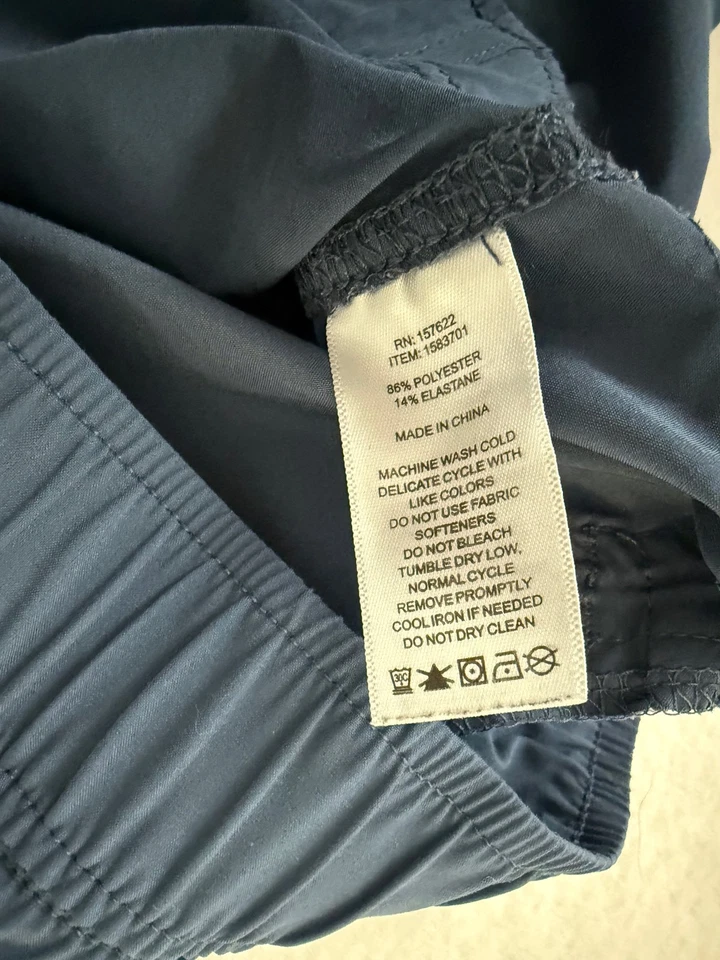 RN: 157622
ITEM: 1583701
86% POLYESTER
14% ELASTANE
MADE IN CHINA
MACHINE WASH COLD
DELICATE CYCLE WITH
LIKE COLORS
DO NOT USE FABRIC
SOFTENERS
DO NOT BLEACH
TUMBLE DRY LOW,
NORMAL CYCLE
REMOVE PROMPTLY
COOL IRON IF NEEDED
DO NOT DRY CLEAN
30C